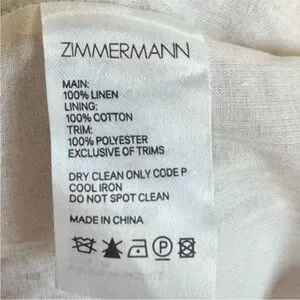 ZIMMERMANN
MAIN:
100% LINEN
LINING:
100% COTTON
TRIM:
100% POLYESTER
EXCLUSIVE OF TRIMS
DRY CLEAN ONLY CODE P
COOL IRON
DO NOT SPOT CLEAN
MADE IN CHINA
P